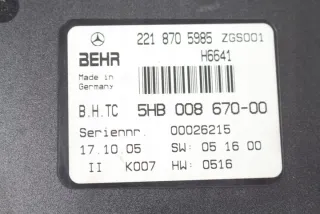 221 870 5985 ZGS001
BEHR H6641
Made in
Germany
B.H.TC 5HB 008 670-00
Seriennr. 00026215
17.10.05 SW: 05 16 00
II K007 HW: 0516